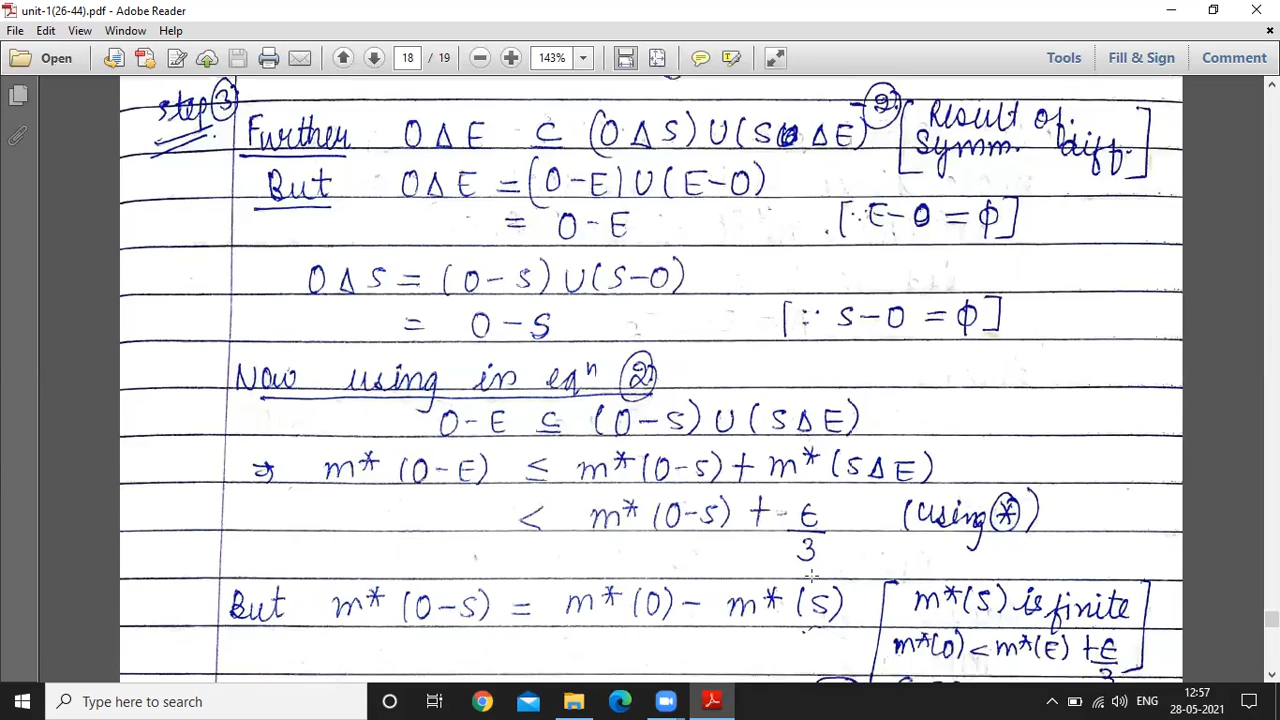 unit-1(26-44).pdf - Adobe Reader
File Edit View Window Help
Open 18 / 19 143% Tools Fill & Sign Comment
step ③ Further O Δ E ⊆ (O Δ S) ∪ (S Δ E) —② [Result of Symm. diff.]
But O Δ E = (O-E) ∪ (E-O)
= O-E [∵ E-O = ϕ]
O Δ S = (O-S) ∪ (S-O)
= O-S [∵ S-O = ϕ]
Now using in eqⁿ ②
O-E ⊆ (O-S) ∪ (S Δ E)
⇒ m* (O-E) ≤ m* (O-S) + m* (S Δ E)
< m* (O-S) + ϵ/3 (Using ⊛)
But m* (O-S) = m* (O) - m* (S) [m*(S) is finite
m*(O) < m*(E) + ϵ/3]
Type here to search
12:57
28-05-2021